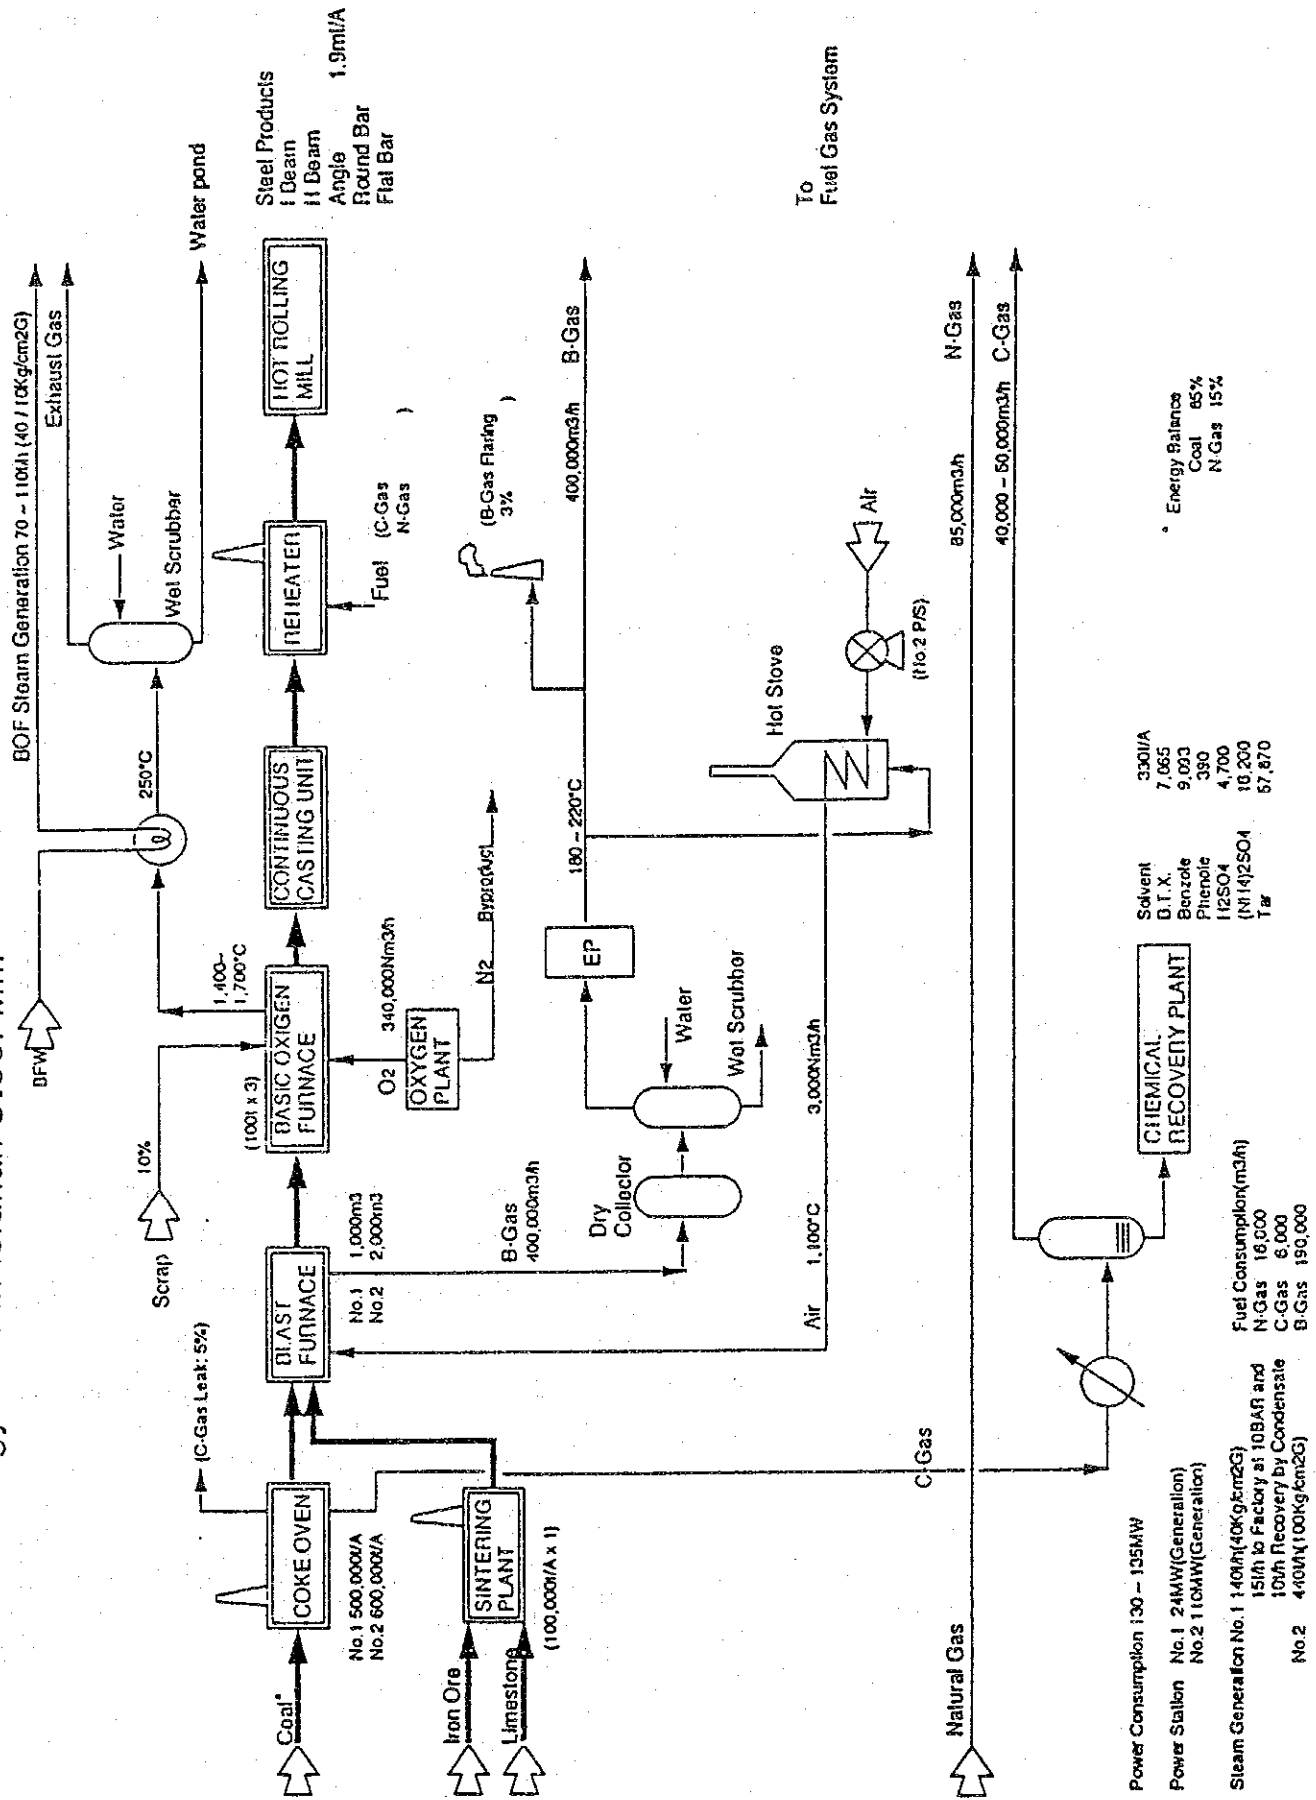 BOF Steam Generation 70 – 110t/h (40 / 10Kg/cm2G)
BFW
Exhaust Gas
Water
250°C
Wet Scrubber
Water pond
Scrap
10%
1,400–
1,700°C
(C-Gas Leak: 5%)
(100t x 3)
Coal*
COKE OVEN
BLAST
FURNACE
BASIC OXIGEN
FURNACE
CONTINUOUS
CASTING UNIT
REHEATER
HOT ROLLING
MILL
Steel Products
I Beam
H Beam
Angle 1.9mt/A
Round Bar
Flat Bar
No.1 500,000t/A
No.2 600,000t/A
No.1 1,000m3
No.2 2,000m3
O2 340,000Nm3/h
OXYGEN
PLANT
N2 Byproduct
Fuel (C-Gas
N-Gas )
Iron Ore
Limestone
SINTERING
PLANT
(100,000t/A x 1)
B-Gas
400,000m3/h
(B-Gas Flaring )
3%
Dry
Collector
Water
Wet Scrubber
EP
180 – 220°C
400,000m3/h B-Gas
Hot Stove
Air
(No.2 P/S)
Air 1,100°C 3,000Nm3/h
To
Fuel Gas System
C-Gas
Natural Gas
85,000m3/h N-Gas
40,000 – 50,000m3/h C-Gas
CHEMICAL
RECOVERY PLANT
Solvent 330t/A
B.T.X. 7,065
Benzole 9,093
Phenole 390
H2SO4 4,700
(NH4)2SO4 16,200
Tar 57,870
* Energy Balance
Coal 85%
N-Gas 15%
Power Consumption 130 – 135MW
Power Station No.1 24MW(Generation)
No.2 110MW(Generation)
Steam Generation No.1 140t/h(40Kg/cm2G)
15t/h to Factory at 10BAR and
10t/h Recovery by Condensate
No.2 440t/h(100Kg/cm2G)
Fuel Consumption(m3/h)
N-Gas 16,000
C-Gas 6,000
B-Gas 190,000